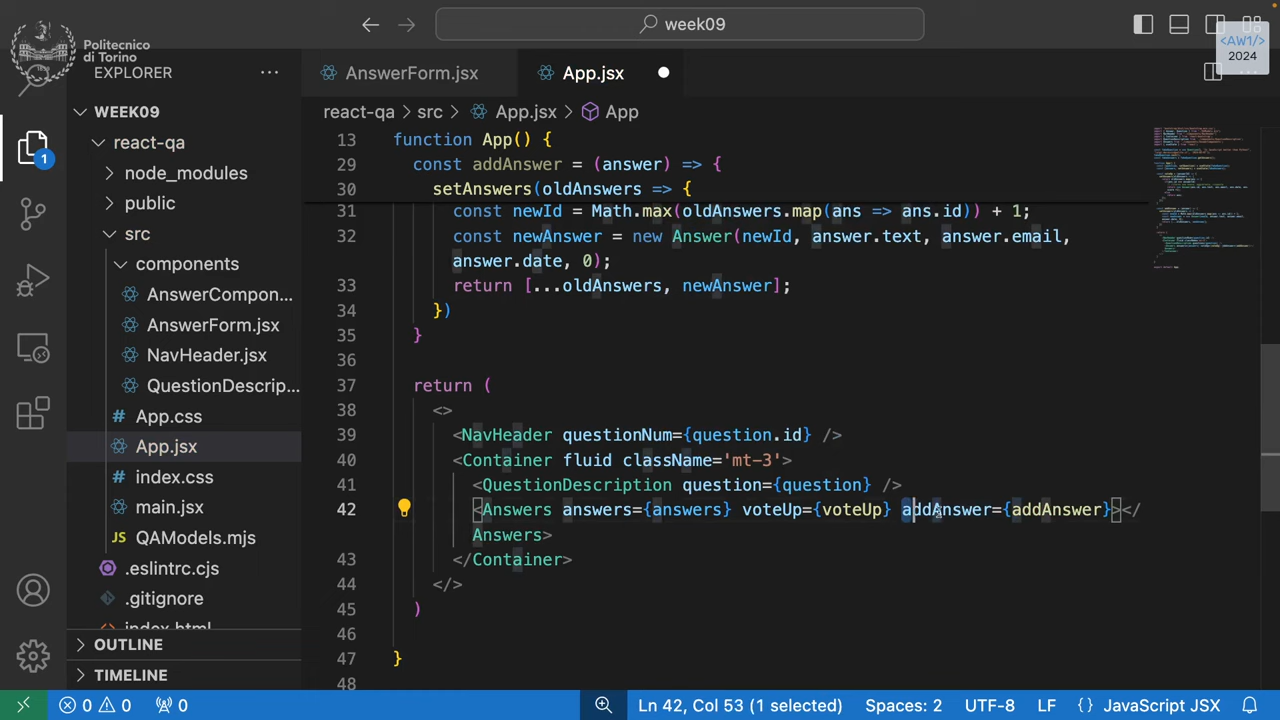 week09
Politecnico
di Torino
<AW1/>
2024
EXPLORER
AnswerForm.jsx
App.jsx
WEEK09
react-qa > src > App.jsx > App
react-qa
node_modules
public
src
components
AnswerCompon...
AnswerForm.jsx
NavHeader.jsx
QuestionDescrip...
App.css
App.jsx
index.css
main.jsx
QAModels.mjs
.eslintrc.cjs
.gitignore
index.html
OUTLINE
TIMELINE
1
13 function App() {
29 const addAnswer = (answer) => {
30 setAnswers(oldAnswers => {
31 const newId = Math.max(oldAnswers.map(ans => ans.id)) + 1;
32 const newAnswer = new Answer(newId, answer.text, answer.email,
answer.date, 0);
33 return [...oldAnswers, newAnswer];
34 })
35 }
36
37 return (
38 <>
39 <NavHeader questionNum={question.id} />
40 <Container fluid className='mt-3'>
41 <QuestionDescription question={question} />
42 <Answers answers={answers} voteUp={voteUp} addAnswer={addAnswer}></
Answers>
43 </Container>
44 </>
45 )
46
47 }
48
0 0 0 Ln 42, Col 53 (1 selected) Spaces: 2 UTF-8 LF {} JavaScript JSX